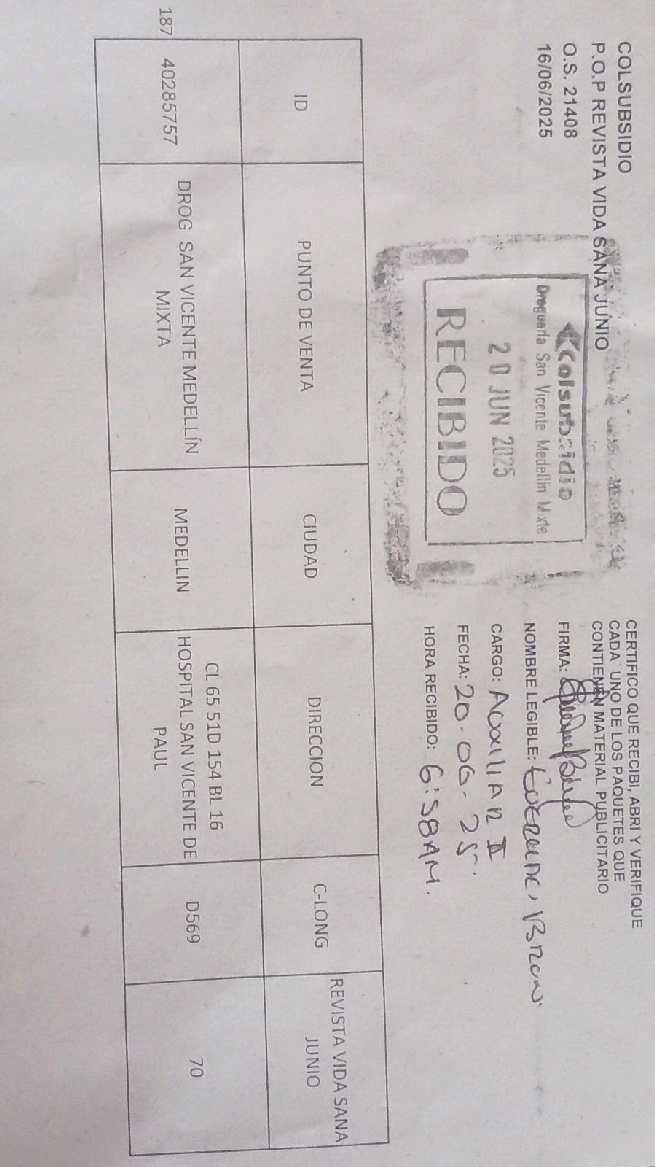 COLSUBSIDIO
P.O.P REVISTA VIDA SANA JUNIO
O.S. 21408
16/06/2025
Colsubsidio
Droguería San Vicente Medellín Mixta
20 JUN 2025
RECIBIDO
CERTIFICO QUE RECIBI, ABRI Y VERIFIQUE
CADA UNO DE LOS PAQUETES QUE
CONTIENEN MATERIAL PUBLICITARIO
FIRMA:
NOMBRE LEGIBLE:
CARGO: AUXILIAR II
FECHA: 20-06-25.
HORA RECIBIDO: 6:58 AM.
ID PUNTO DE VENTA CIUDAD DIRECCION C-LONG REVISTA VIDA SANA
JUNIO
187 40285757 DROG SAN VICENTE MEDELLÍN
MIXTA MEDELLIN CL 65 51D 154 BL 16
HOSPITAL SAN VICENTE DE
PAUL D569 70